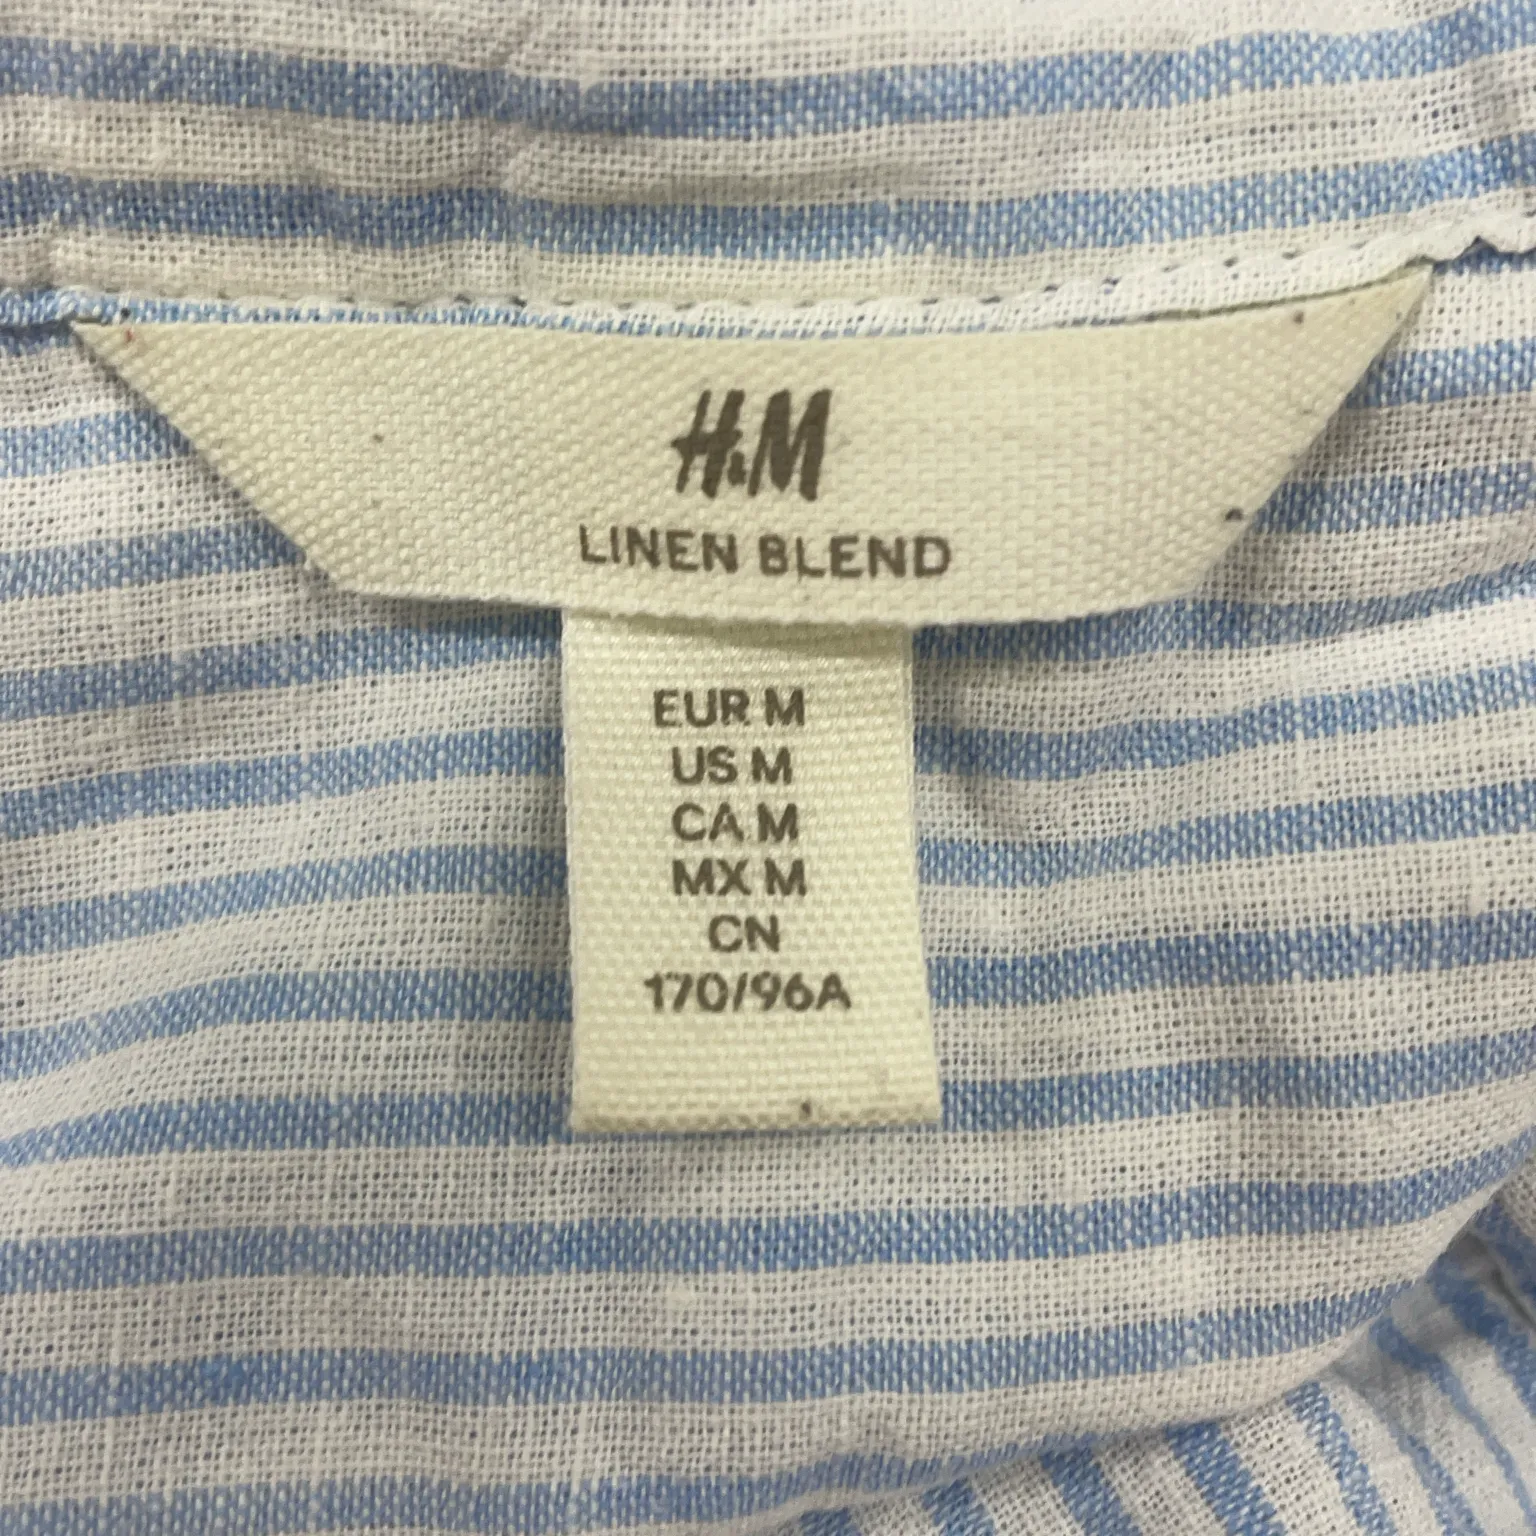 H&M
LINEN BLEND
EUR M
US M
CA M
MX M
CN
170/96A